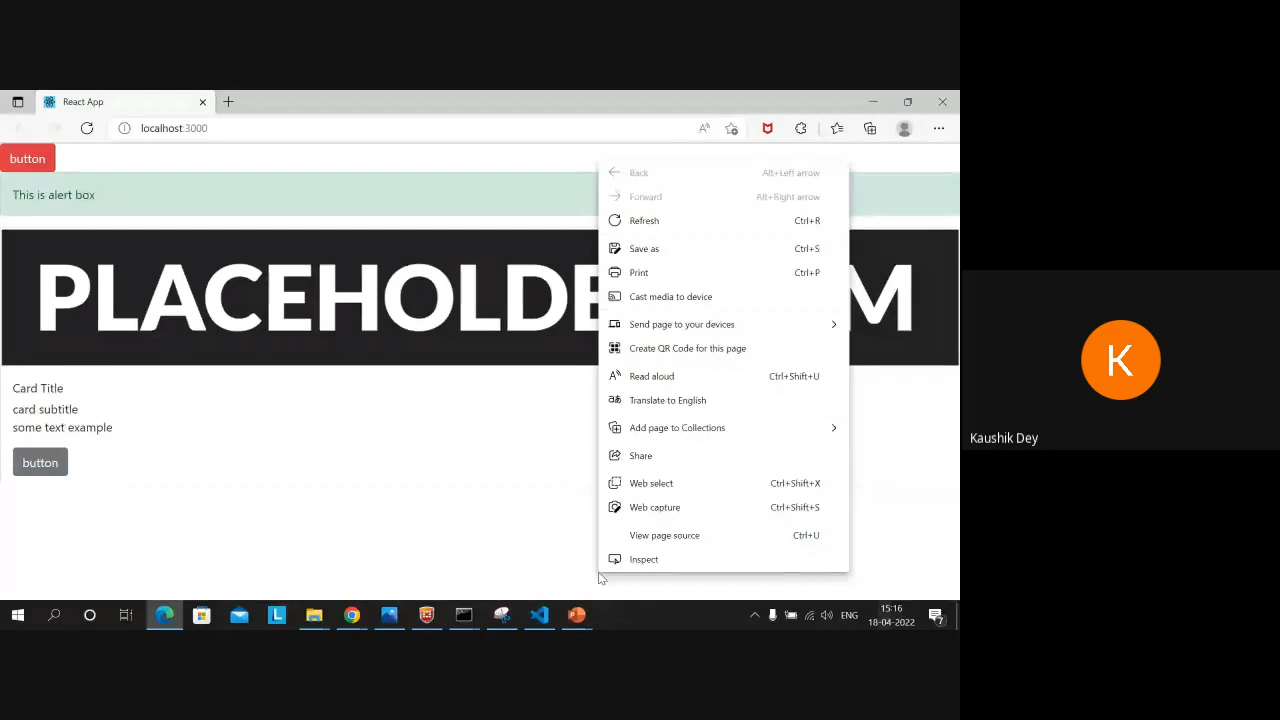 React App
localhost:3000
button
This is alert box
PLACEHOLDE
M
Card Title
card subtitle
some text example
button
Back Alt+Left arrow
Forward Alt+Right arrow
Refresh Ctrl+R
Save as Ctrl+S
Print Ctrl+P
Cast media to device
Send page to your devices
Create QR Code for this page
Read aloud Ctrl+Shift+U
Translate to English
Add page to Collections
Share
Web select Ctrl+Shift+X
Web capture Ctrl+Shift+S
View page source Ctrl+U
Inspect
L
ENG
15:16
18-04-2022
7
K
Kaushik Dey